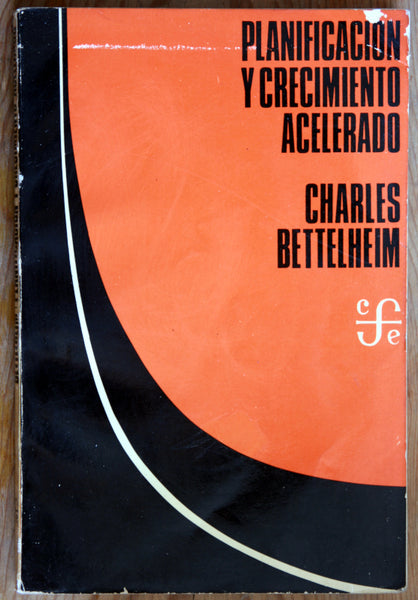 PLANIFICACIÓN
Y CRECIMIENTO
ACELERADO
CHARLES
BETTELHEIM
cfe